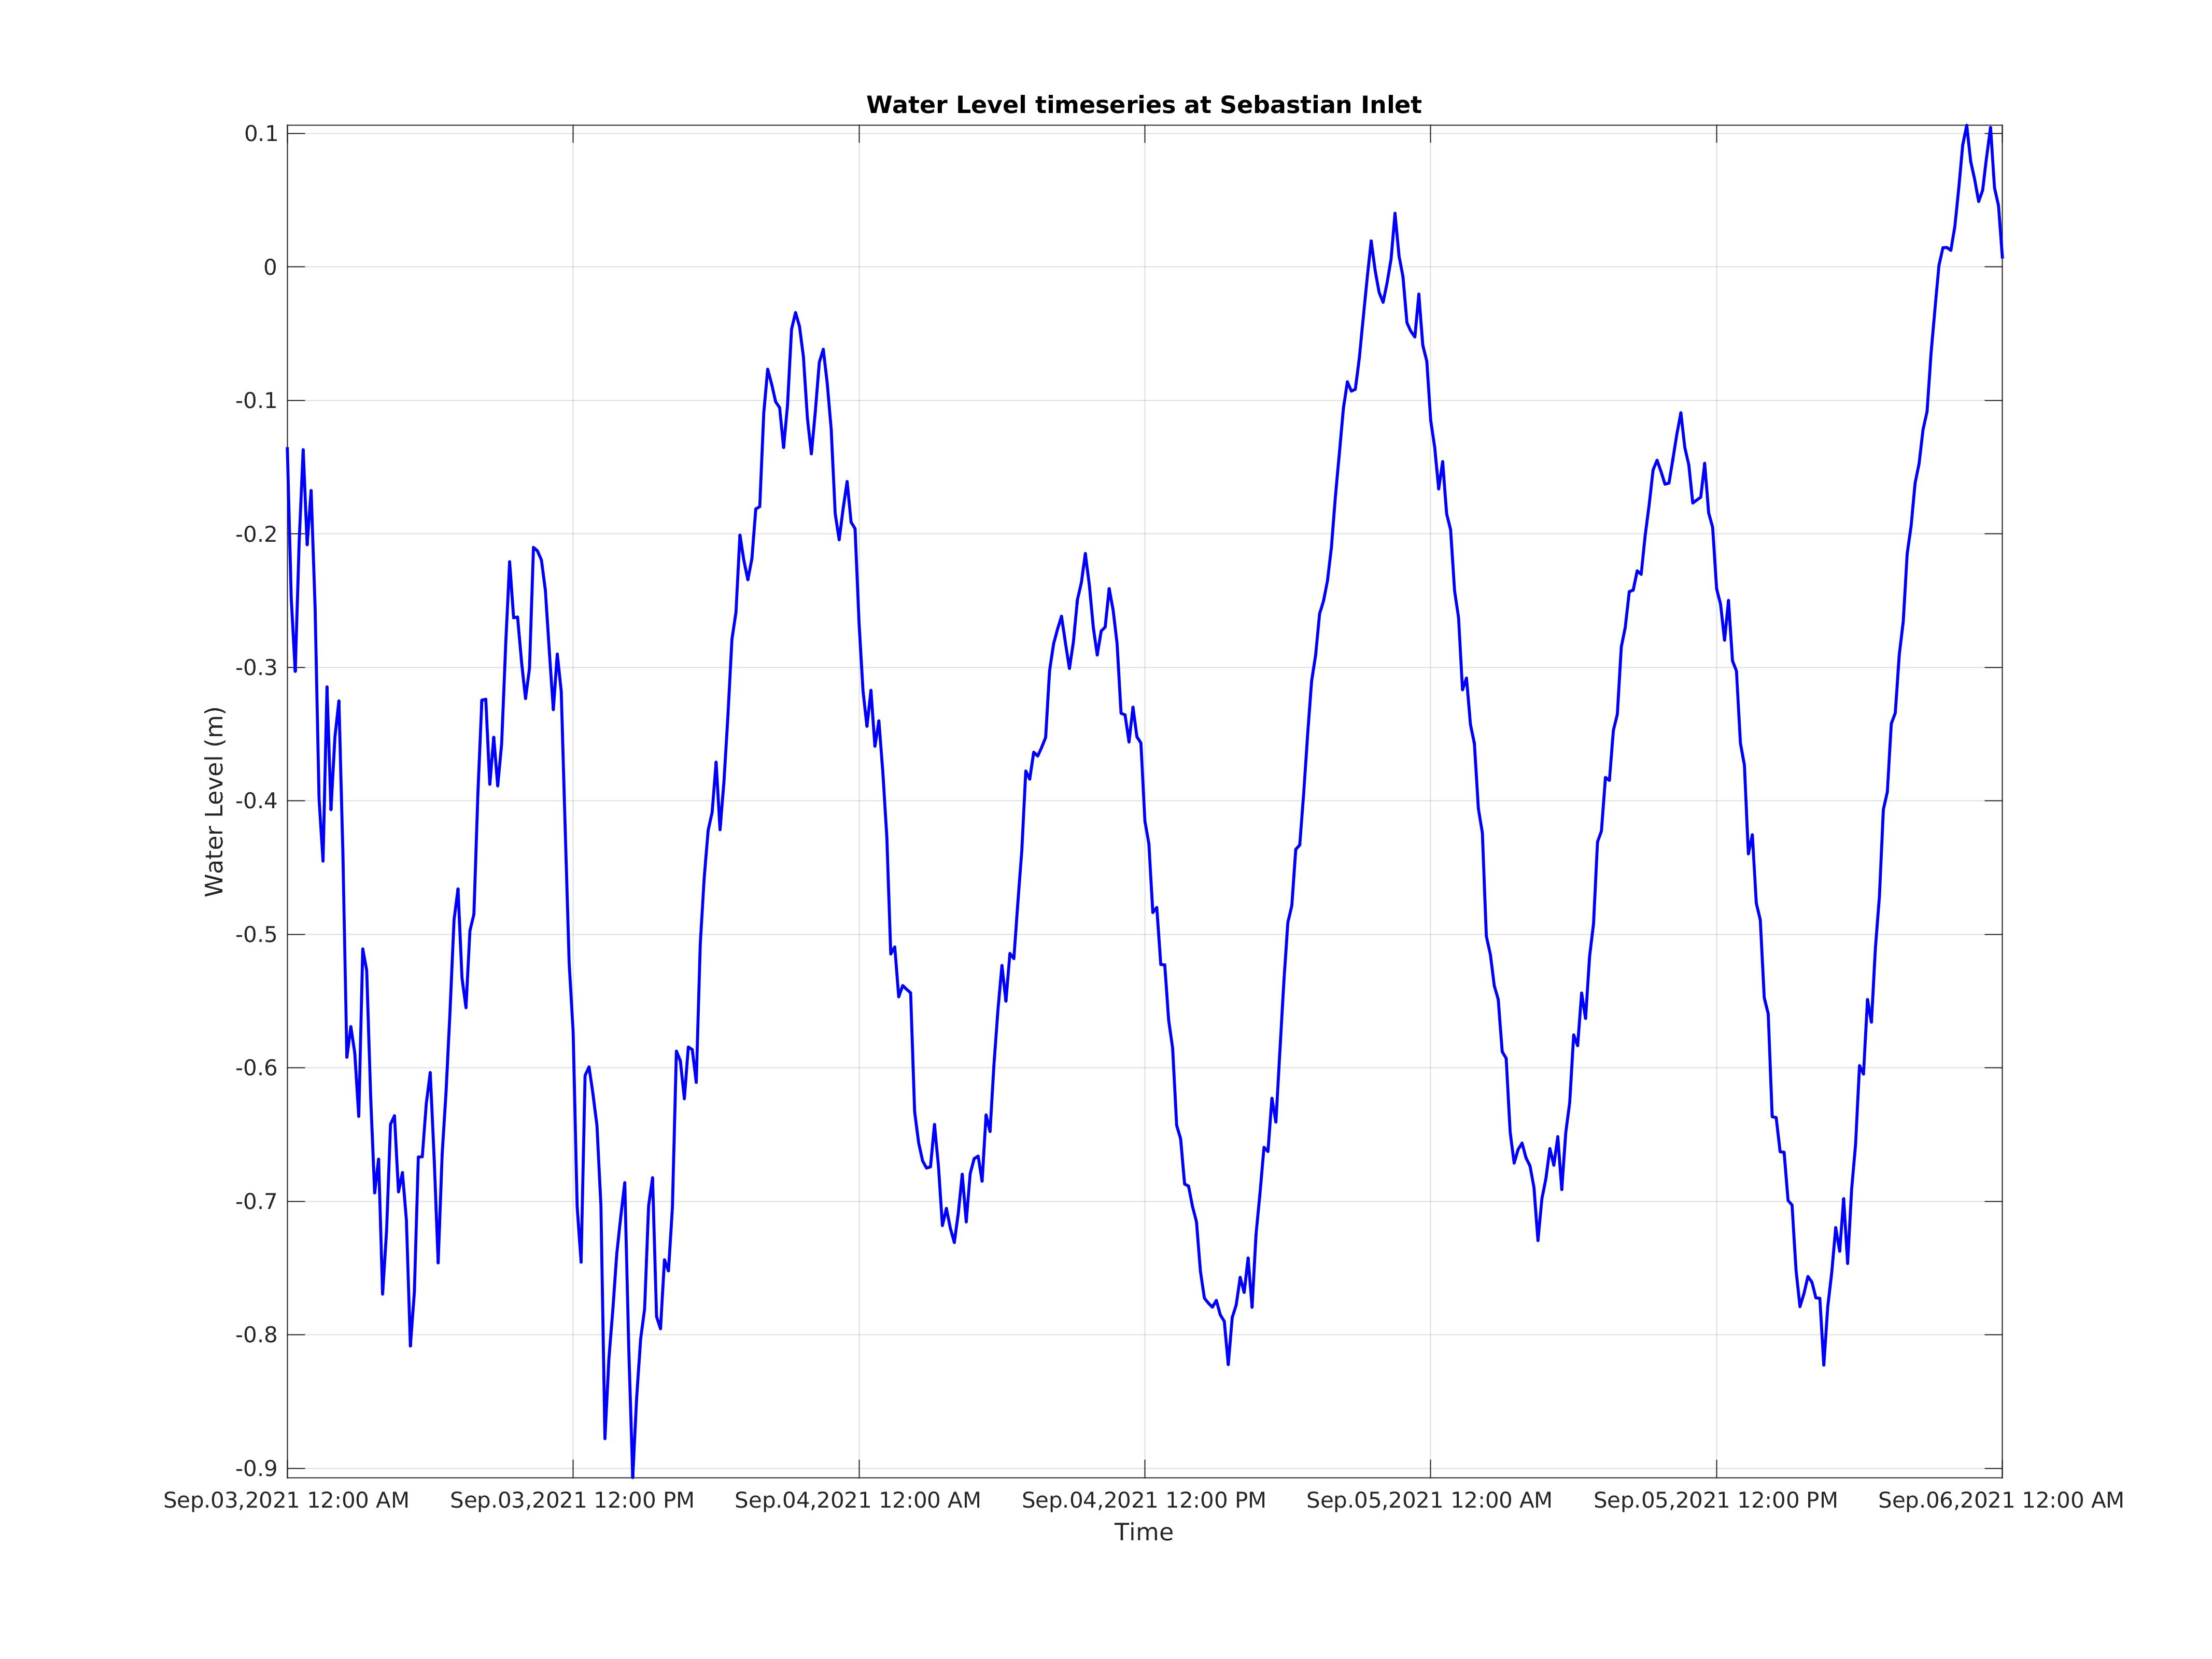 Water Level timeseries at Sebastian Inlet
0.1
0
-0.1
-0.2
-0.3
-0.4
-0.5
-0.6
-0.7
-0.8
-0.9
Water Level (m)
Sep.03,2021 12:00 AM Sep.03,2021 12:00 PM Sep.04,2021 12:00 AM Sep.04,2021 12:00 PM Sep.05,2021 12:00 AM Sep.05,2021 12:00 PM Sep.06,2021 12:00 AM
Time